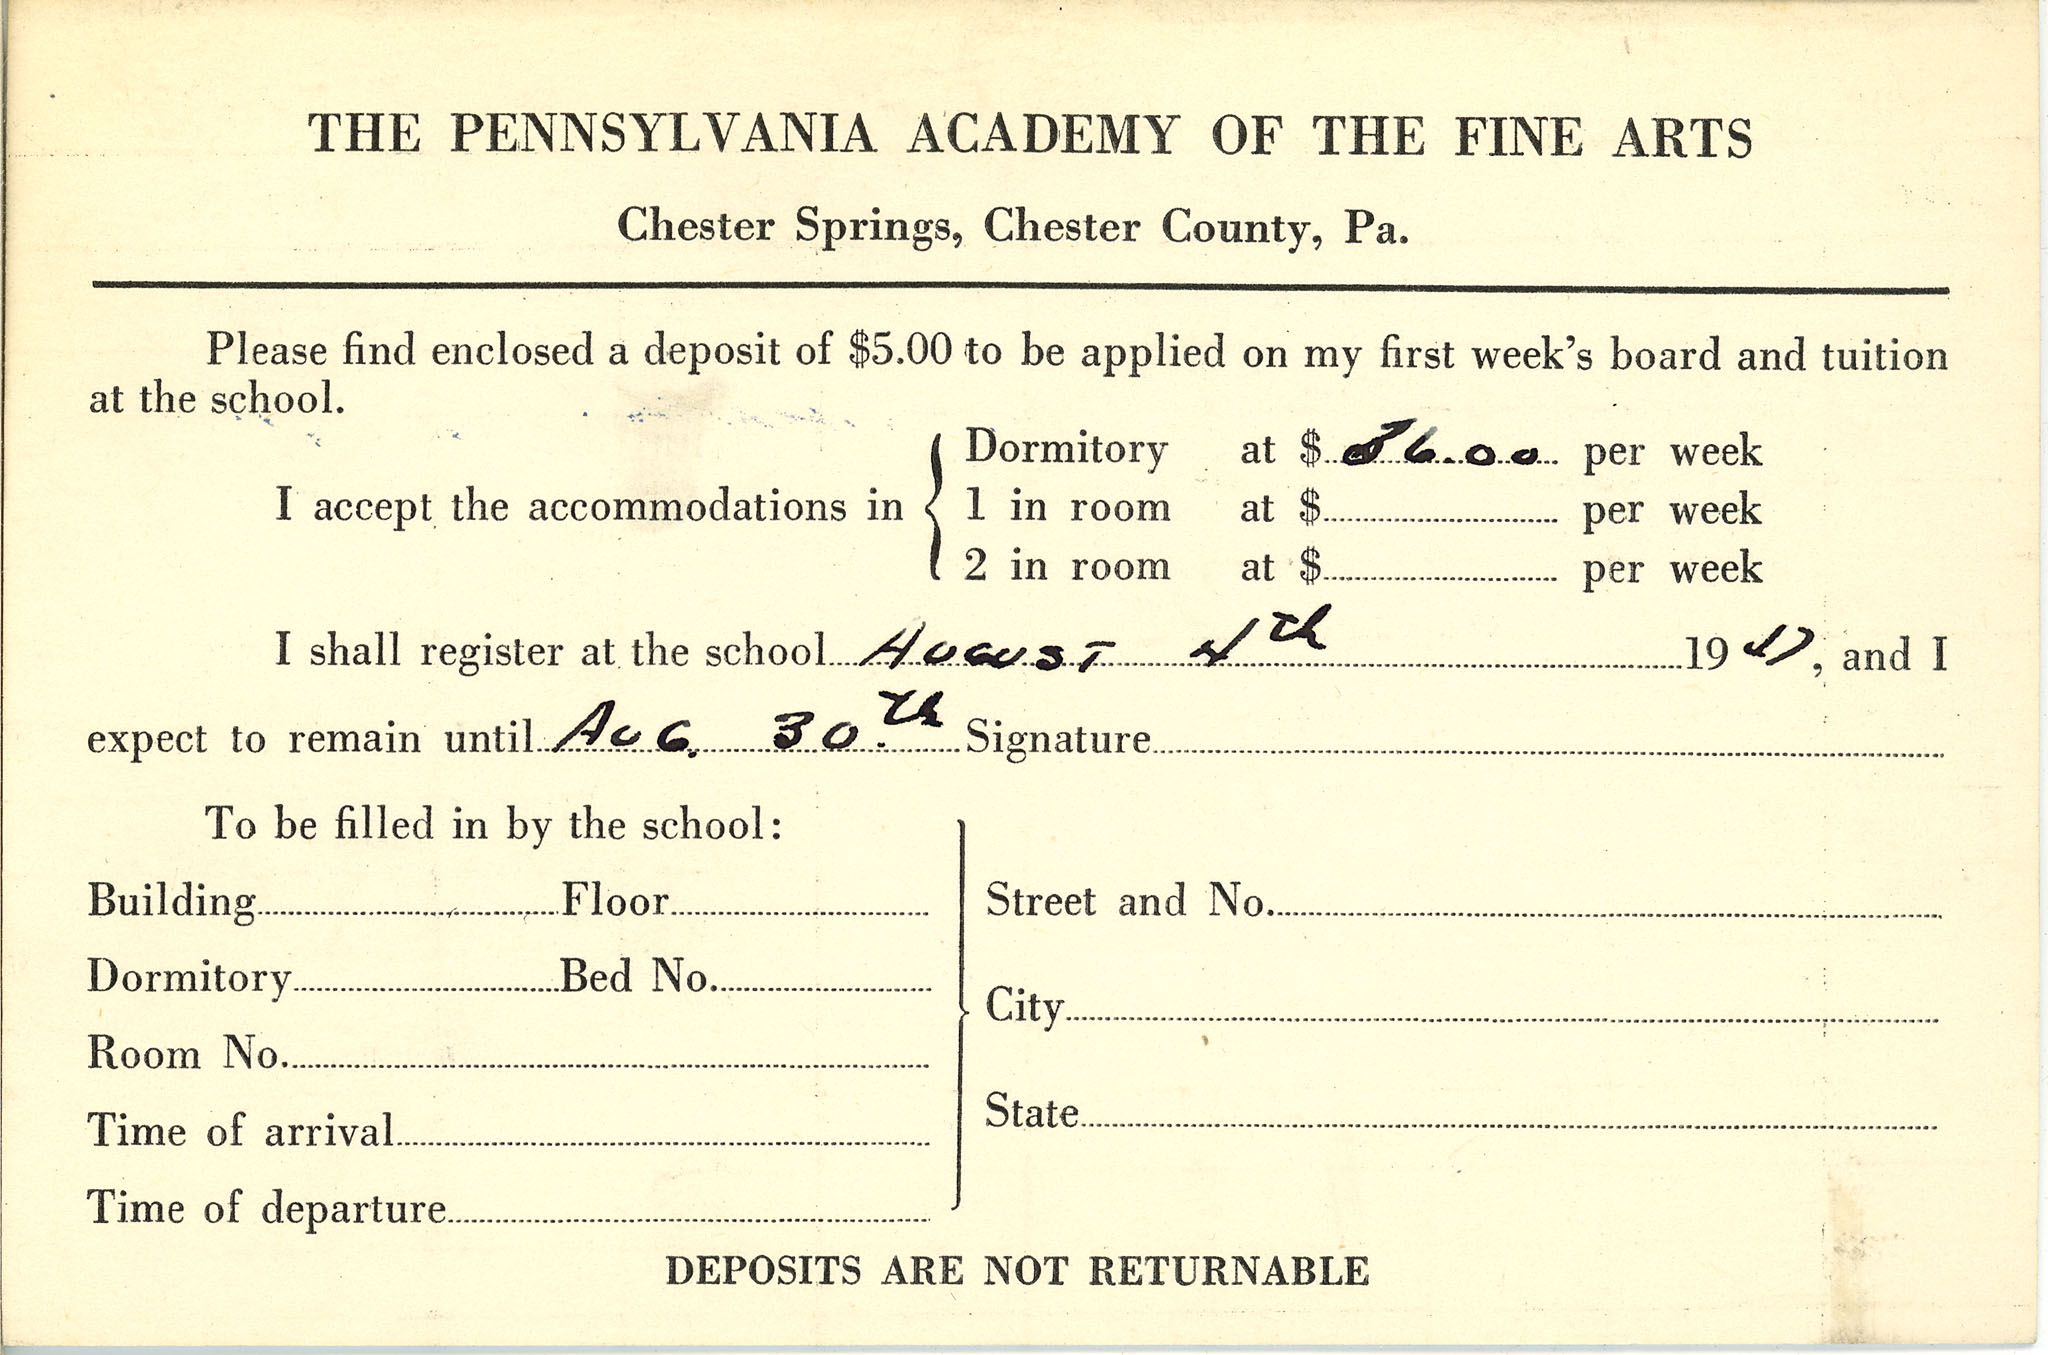 THE PENNSYLVANIA ACADEMY OF THE FINE ARTS
Chester Springs, Chester County, Pa.
Please find enclosed a deposit of $5.00 to be applied on my first week's board and tuition
at the school.
Dormitory at $ 36.00 per week
I accept the accommodations in { 1 in room at $ per week
2 in room at $ per week
I shall register at the school August 4th 1947, and I
expect to remain until Aug. 30.th Signature
To be filled in by the school:
Building Floor Street and No.
Dormitory Bed No.
City
Room No.
State
Time of arrival
Time of departure
DEPOSITS ARE NOT RETURNABLE